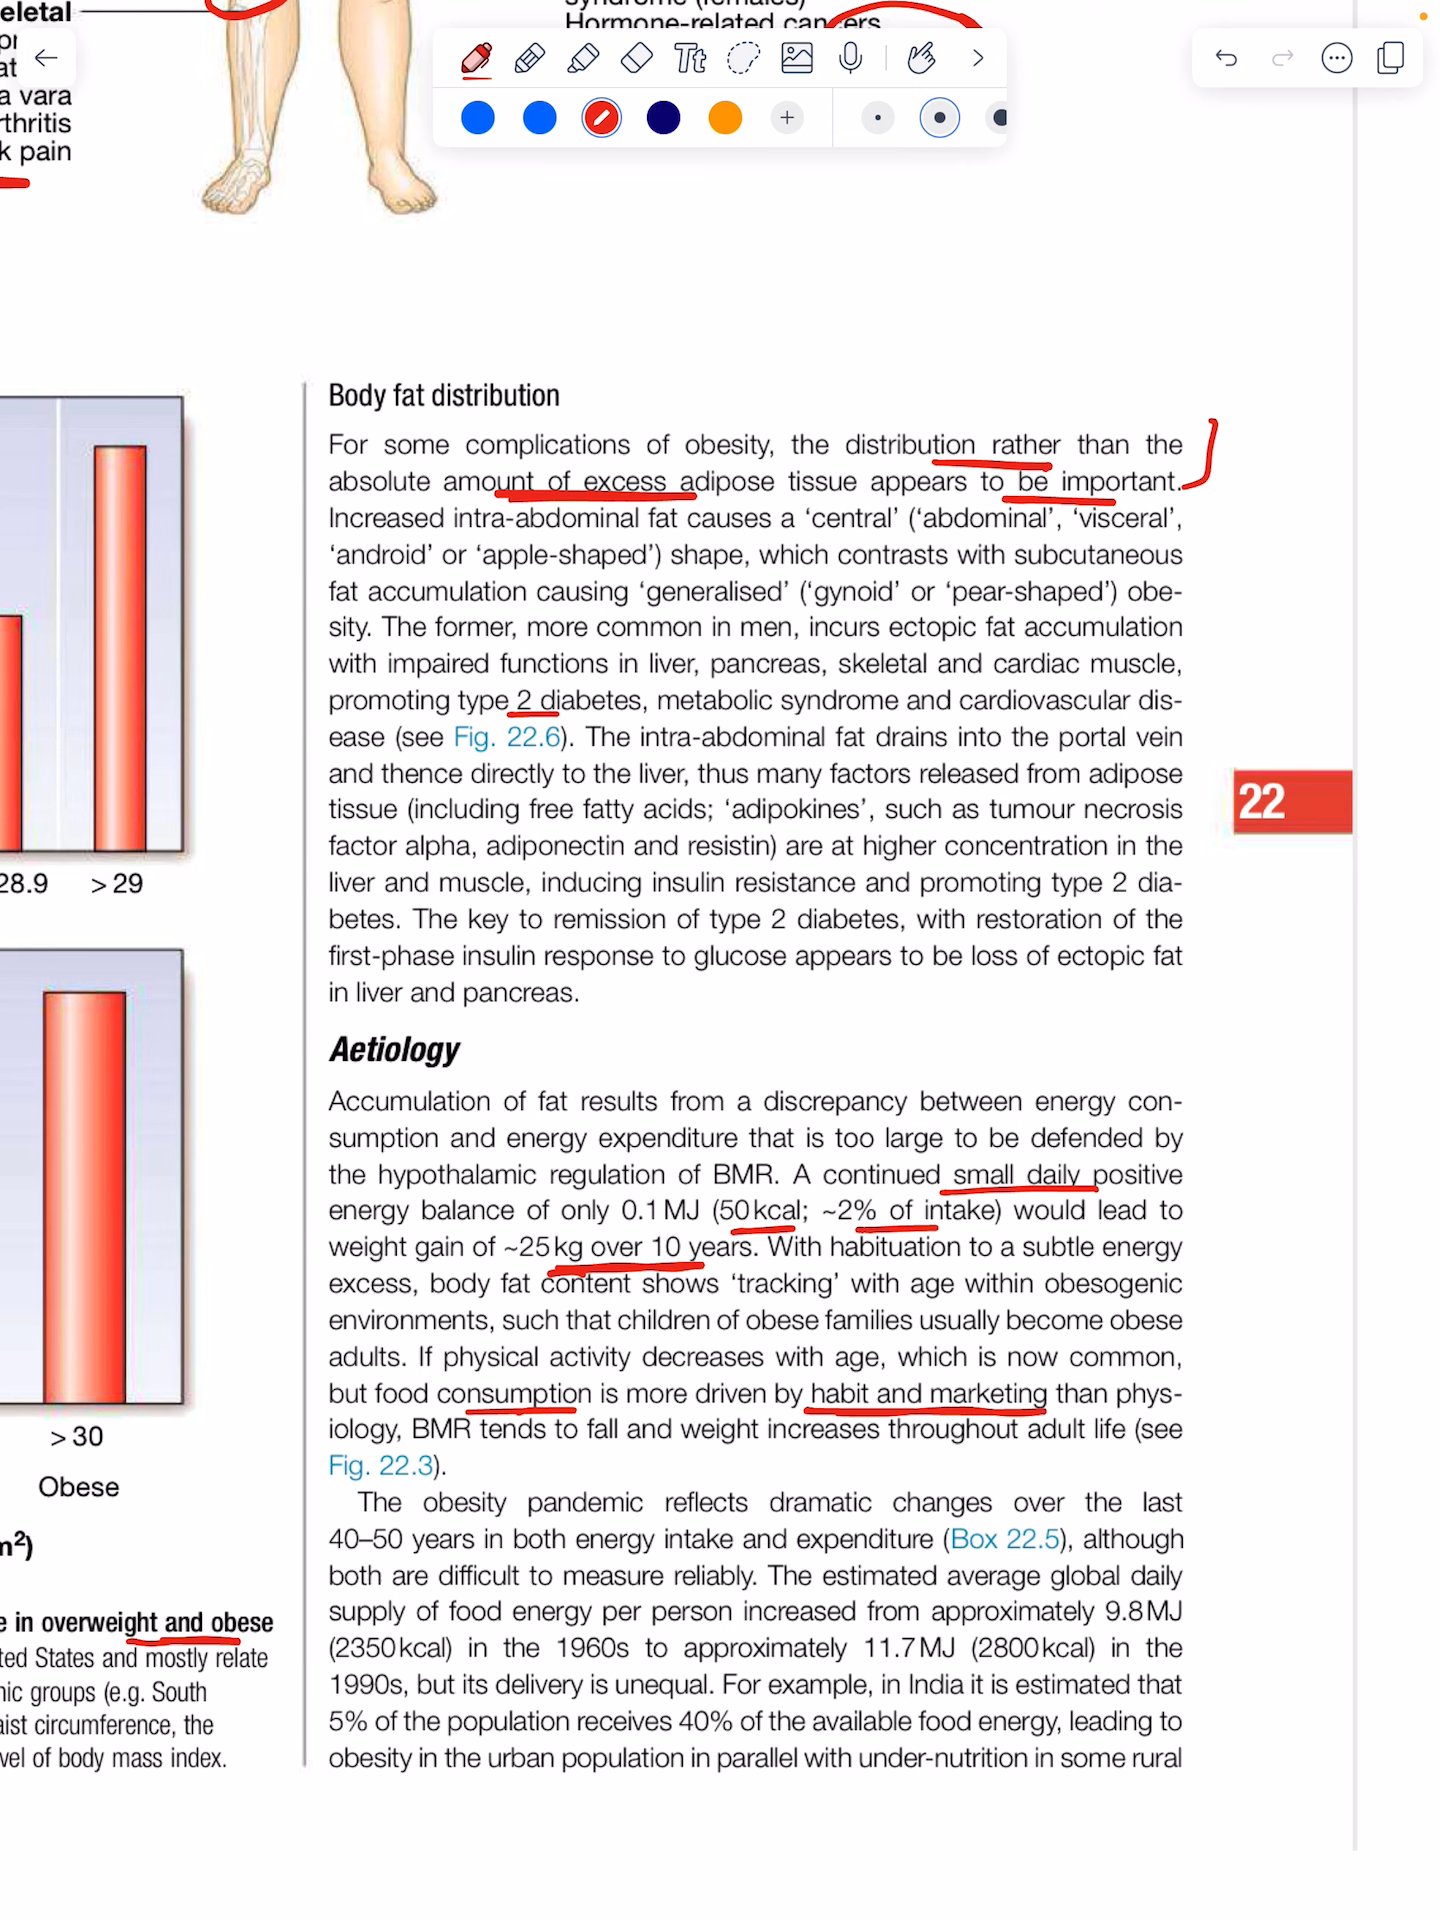 eletal
at
a vara
rthritis
k pain
Hormone-related cancers
Tt
Body fat distribution
For some complications of obesity, the distribution rather than the
absolute amount of excess adipose tissue appears to be important.
Increased intra-abdominal fat causes a ‘central’ (‘abdominal’, ‘visceral’,
‘android’ or ‘apple-shaped’) shape, which contrasts with subcutaneous
fat accumulation causing ‘generalised’ (‘gynoid’ or ‘pear-shaped’) obe-
sity. The former, more common in men, incurs ectopic fat accumulation
with impaired functions in liver, pancreas, skeletal and cardiac muscle,
promoting type 2 diabetes, metabolic syndrome and cardiovascular dis-
ease (see Fig. 22.6). The intra-abdominal fat drains into the portal vein
and thence directly to the liver, thus many factors released from adipose
tissue (including free fatty acids; ‘adipokines’, such as tumour necrosis
factor alpha, adiponectin and resistin) are at higher concentration in the
liver and muscle, inducing insulin resistance and promoting type 2 dia-
betes. The key to remission of type 2 diabetes, with restoration of the
first-phase insulin response to glucose appears to be loss of ectopic fat
in liver and pancreas.
22
28.9 > 29
Aetiology
Accumulation of fat results from a discrepancy between energy con-
sumption and energy expenditure that is too large to be defended by
the hypothalamic regulation of BMR. A continued small daily positive
energy balance of only 0.1 MJ (50 kcal; ~2% of intake) would lead to
weight gain of ~25 kg over 10 years. With habituation to a subtle energy
excess, body fat content shows ‘tracking’ with age within obesogenic
environments, such that children of obese families usually become obese
adults. If physical activity decreases with age, which is now common,
but food consumption is more driven by habit and marketing than phys-
iology, BMR tends to fall and weight increases throughout adult life (see
Fig. 22.3).
The obesity pandemic reflects dramatic changes over the last
40–50 years in both energy intake and expenditure (Box 22.5), although
both are difficult to measure reliably. The estimated average global daily
supply of food energy per person increased from approximately 9.8 MJ
(2350 kcal) in the 1960s to approximately 11.7 MJ (2800 kcal) in the
1990s, but its delivery is unequal. For example, in India it is estimated that
5% of the population receives 40% of the available food energy, leading to
obesity in the urban population in parallel with under-nutrition in some rural
> 30
Obese
m²)
e in overweight and obese
ted States and mostly relate
nic groups (e.g. South
aist circumference, the
vel of body mass index.